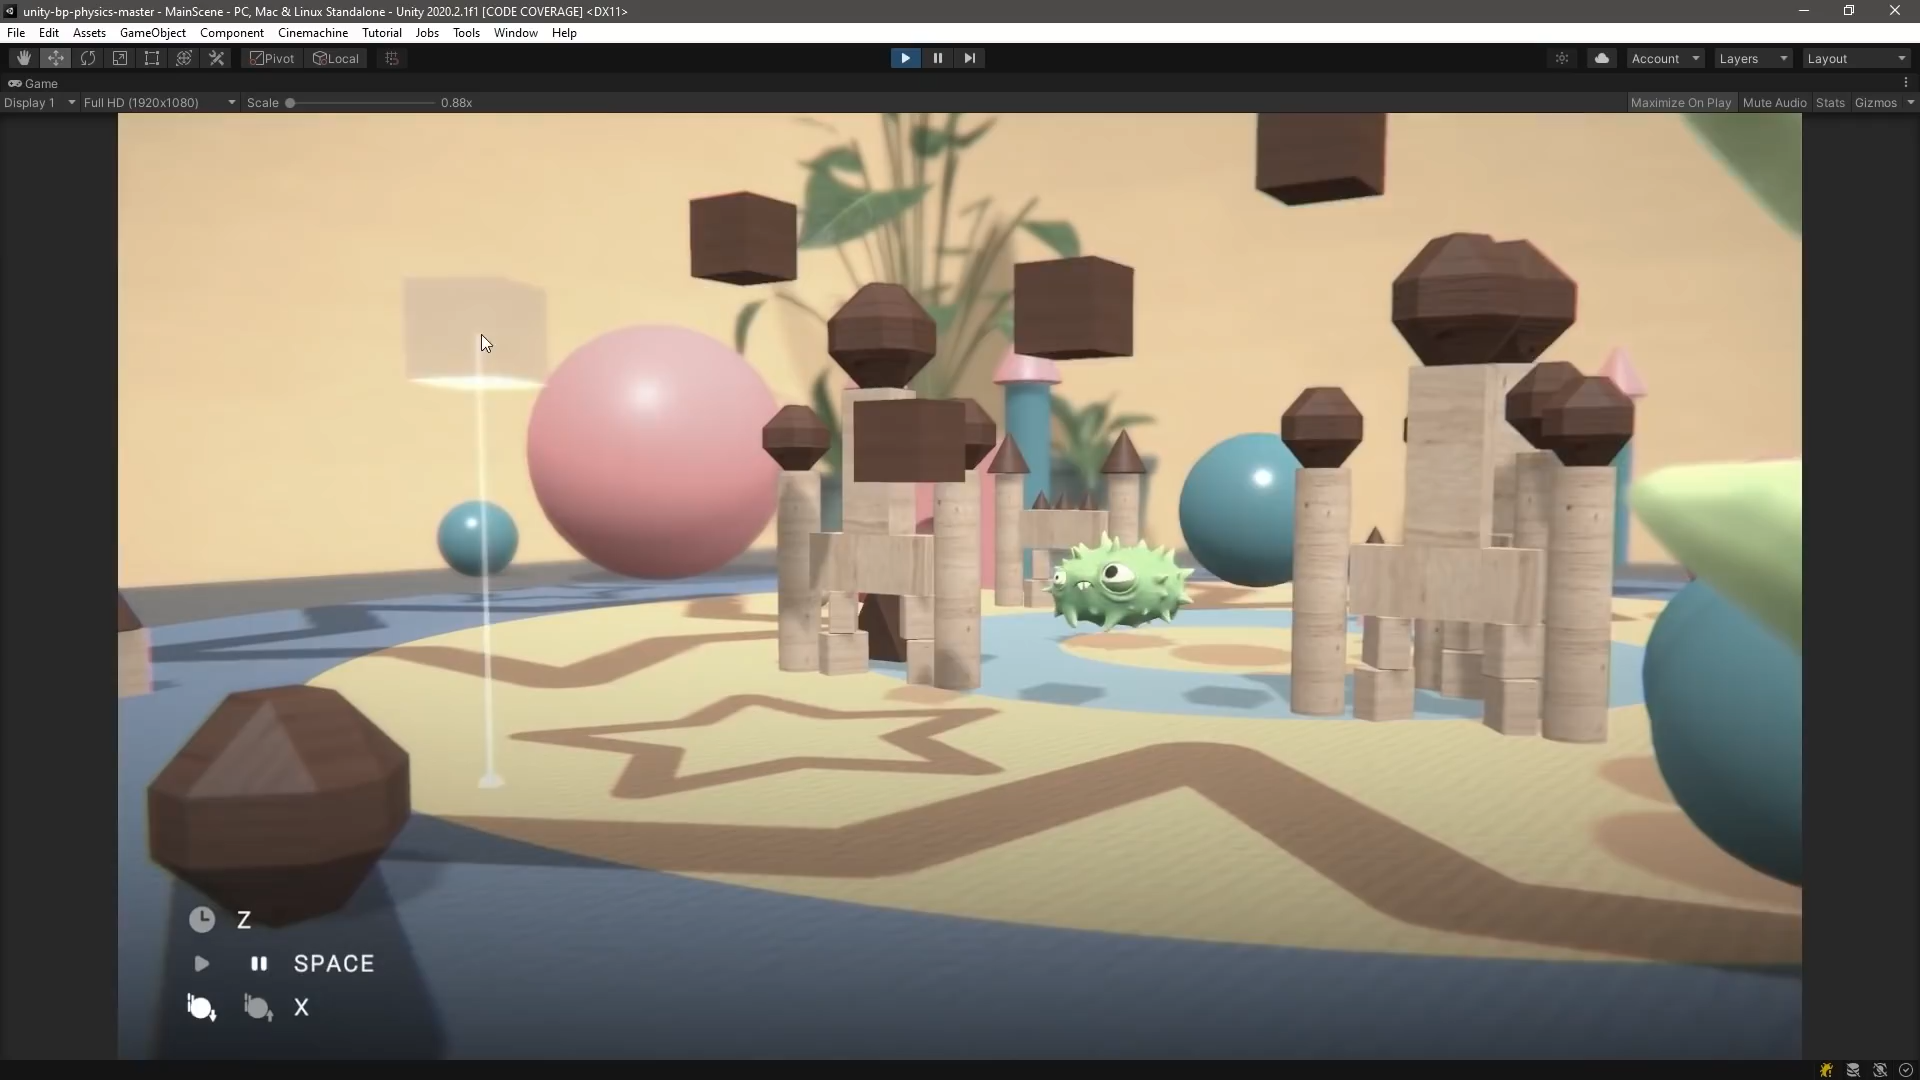 unity-bp-physics-master - MainScene - PC, Mac & Linux Standalone - Unity 2020.2.1f1 [CODE COVERAGE] <DX11>
File Edit Assets GameObject Component Cinemachine Tutorial Jobs Tools Window Help
Pivot Local Account Layers Layout
Game
Display 1 Full HD (1920x1080) Scale 0.88x Maximize On Play Mute Audio Stats Gizmos
Z
SPACE
X